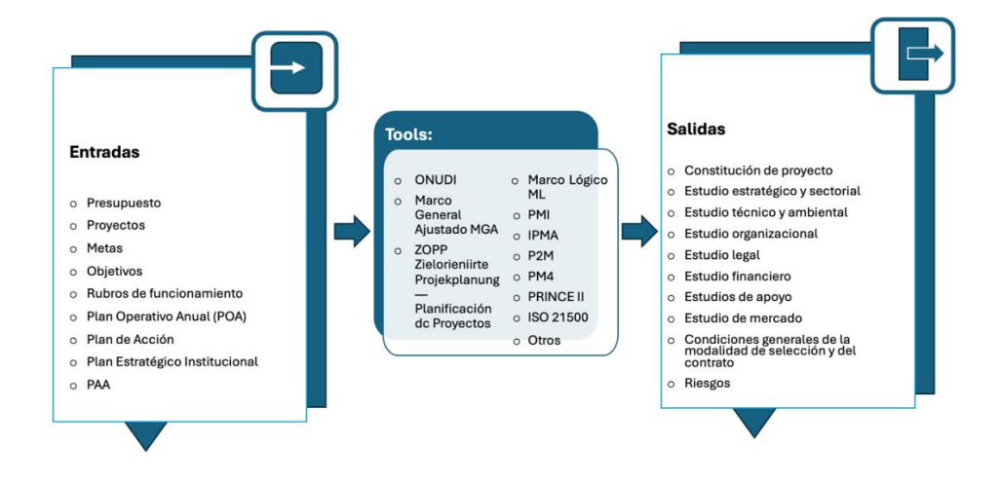 Entradas
○ Presupuesto
○ Proyectos
○ Metas
○ Objetivos
○ Rubros de funcionamiento
○ Plan Operativo Anual (POA)
○ Plan de Acción
○ Plan Estratégico Institucional
○ PAA
Tools:
○ ONUDI
○ Marco
General
Ajustado MGA
○ ZOPP
Zielorieniirte
Projekplanung
—
Planificación
dc Proyectos
○ Marco Lógico
ML
○ PMI
○ IPMA
○ P2M
○ PM4
○ PRINCE II
○ ISO 21500
○ Otros
Salidas
○ Constitución de proyecto
○ Estudio estratégico y sectorial
○ Estudio técnico y ambiental
○ Estudio organizacional
○ Estudio legal
○ Estudio financiero
○ Estudios de apoyo
○ Estudio de mercado
○ Condiciones generales de la
modalidad de selección y del
contrato
○ Riesgos